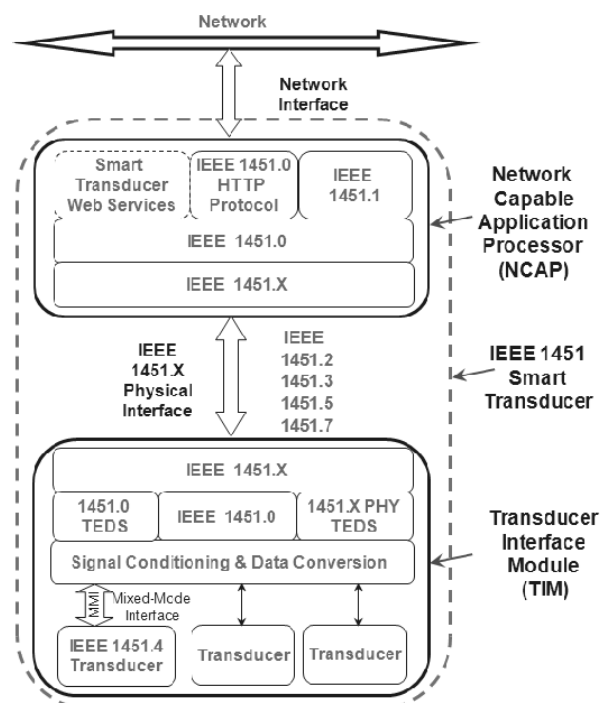 Network
Network
Interface
Smart
Transducer
Web Services
IEEE 1451.0
HTTP
Protocol
IEEE
1451.1
IEEE 1451.0
IEEE 1451.X
Network
Capable
Application
Processor
(NCAP)
IEEE
1451.X
Physical
Interface
IEEE
1451.2
1451.3
1451.5
1451.7
IEEE 1451
Smart
Transducer
IEEE 1451.X
1451.0
TEDS
IEEE 1451.0
1451.X PHY
TEDS
Signal Conditioning & Data Conversion
Transducer
Interface
Module
(TIM)
MMI
Mixed-Mode
Interface
IEEE 1451.4
Transducer
Transducer
Transducer